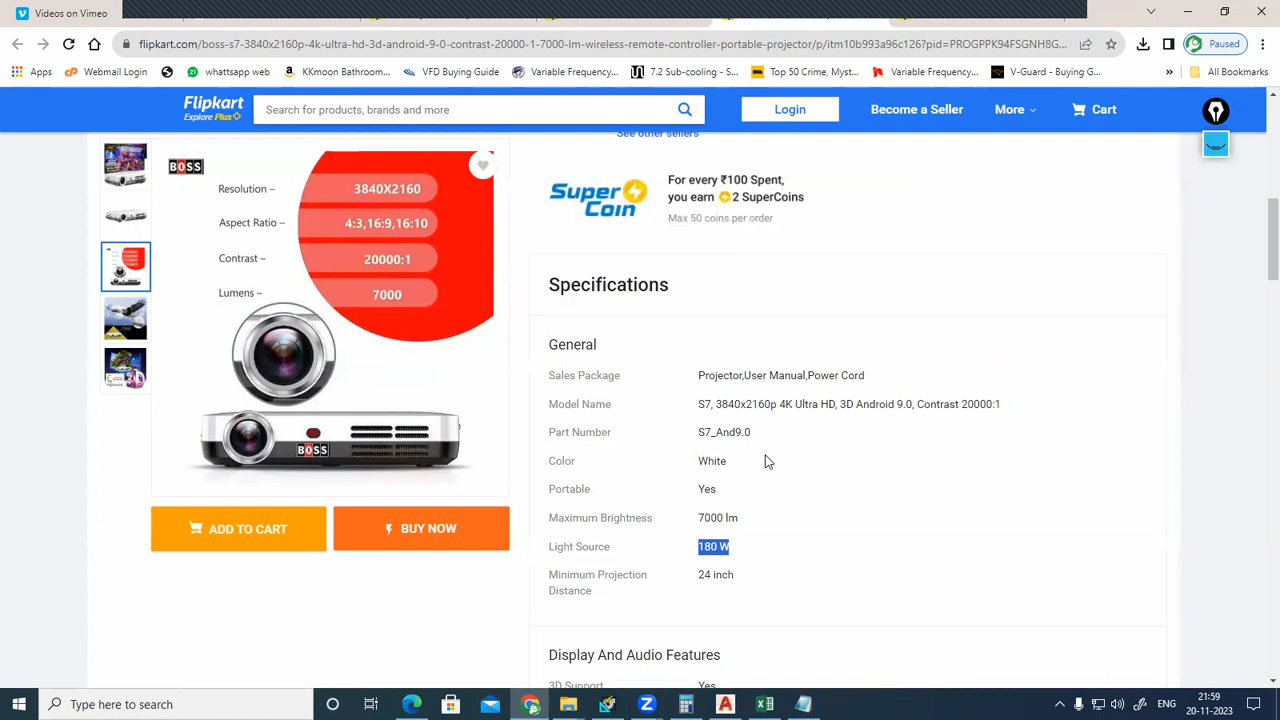 Videos on Vimeo
flipkart.com/boss-s7-3840x2160p-4k-ultra-hd-3d-android-9-0-contrast-20000-1-7000-lm-wireless-remote-controller-portable-projector/p/itm10b993a96c126?pid=PROGPPK94FSGNH8G...
Paused
Apps
Webmail Login
whattsapp web
KKmoon Bathroom...
VFD Buying Guide
Variable Frequency...
7.2 Sub-cooling - S...
Top 50 Crime, Myst...
Variable Frequency...
V-Guard - Buying G...
»
All Bookmarks
Flipkart
Explore Plus
Search for products, brands and more
Login
Become a Seller
More
Cart
See other sellers
BOSS
Resolution – 3840X2160
Aspect Ratio – 4:3,16:9,16:10
Contrast – 20000:1
Lumens – 7000
BOSS
ADD TO CART
BUY NOW
Super Coin
For every ₹100 Spent,
you earn 2 SuperCoins
Max 50 coins per order
Specifications
General
Sales Package Projector,User Manual,Power Cord
Model Name S7, 3840x2160p 4K Ultra HD, 3D Android 9.0, Contrast 20000:1
Part Number S7_And9.0
Color White
Portable Yes
Maximum Brightness 7000 lm
Light Source 180 W
Minimum Projection 24 inch
Distance
Display And Audio Features
3D Support Yes
Type here to search
ENG
21:59
20-11-2023